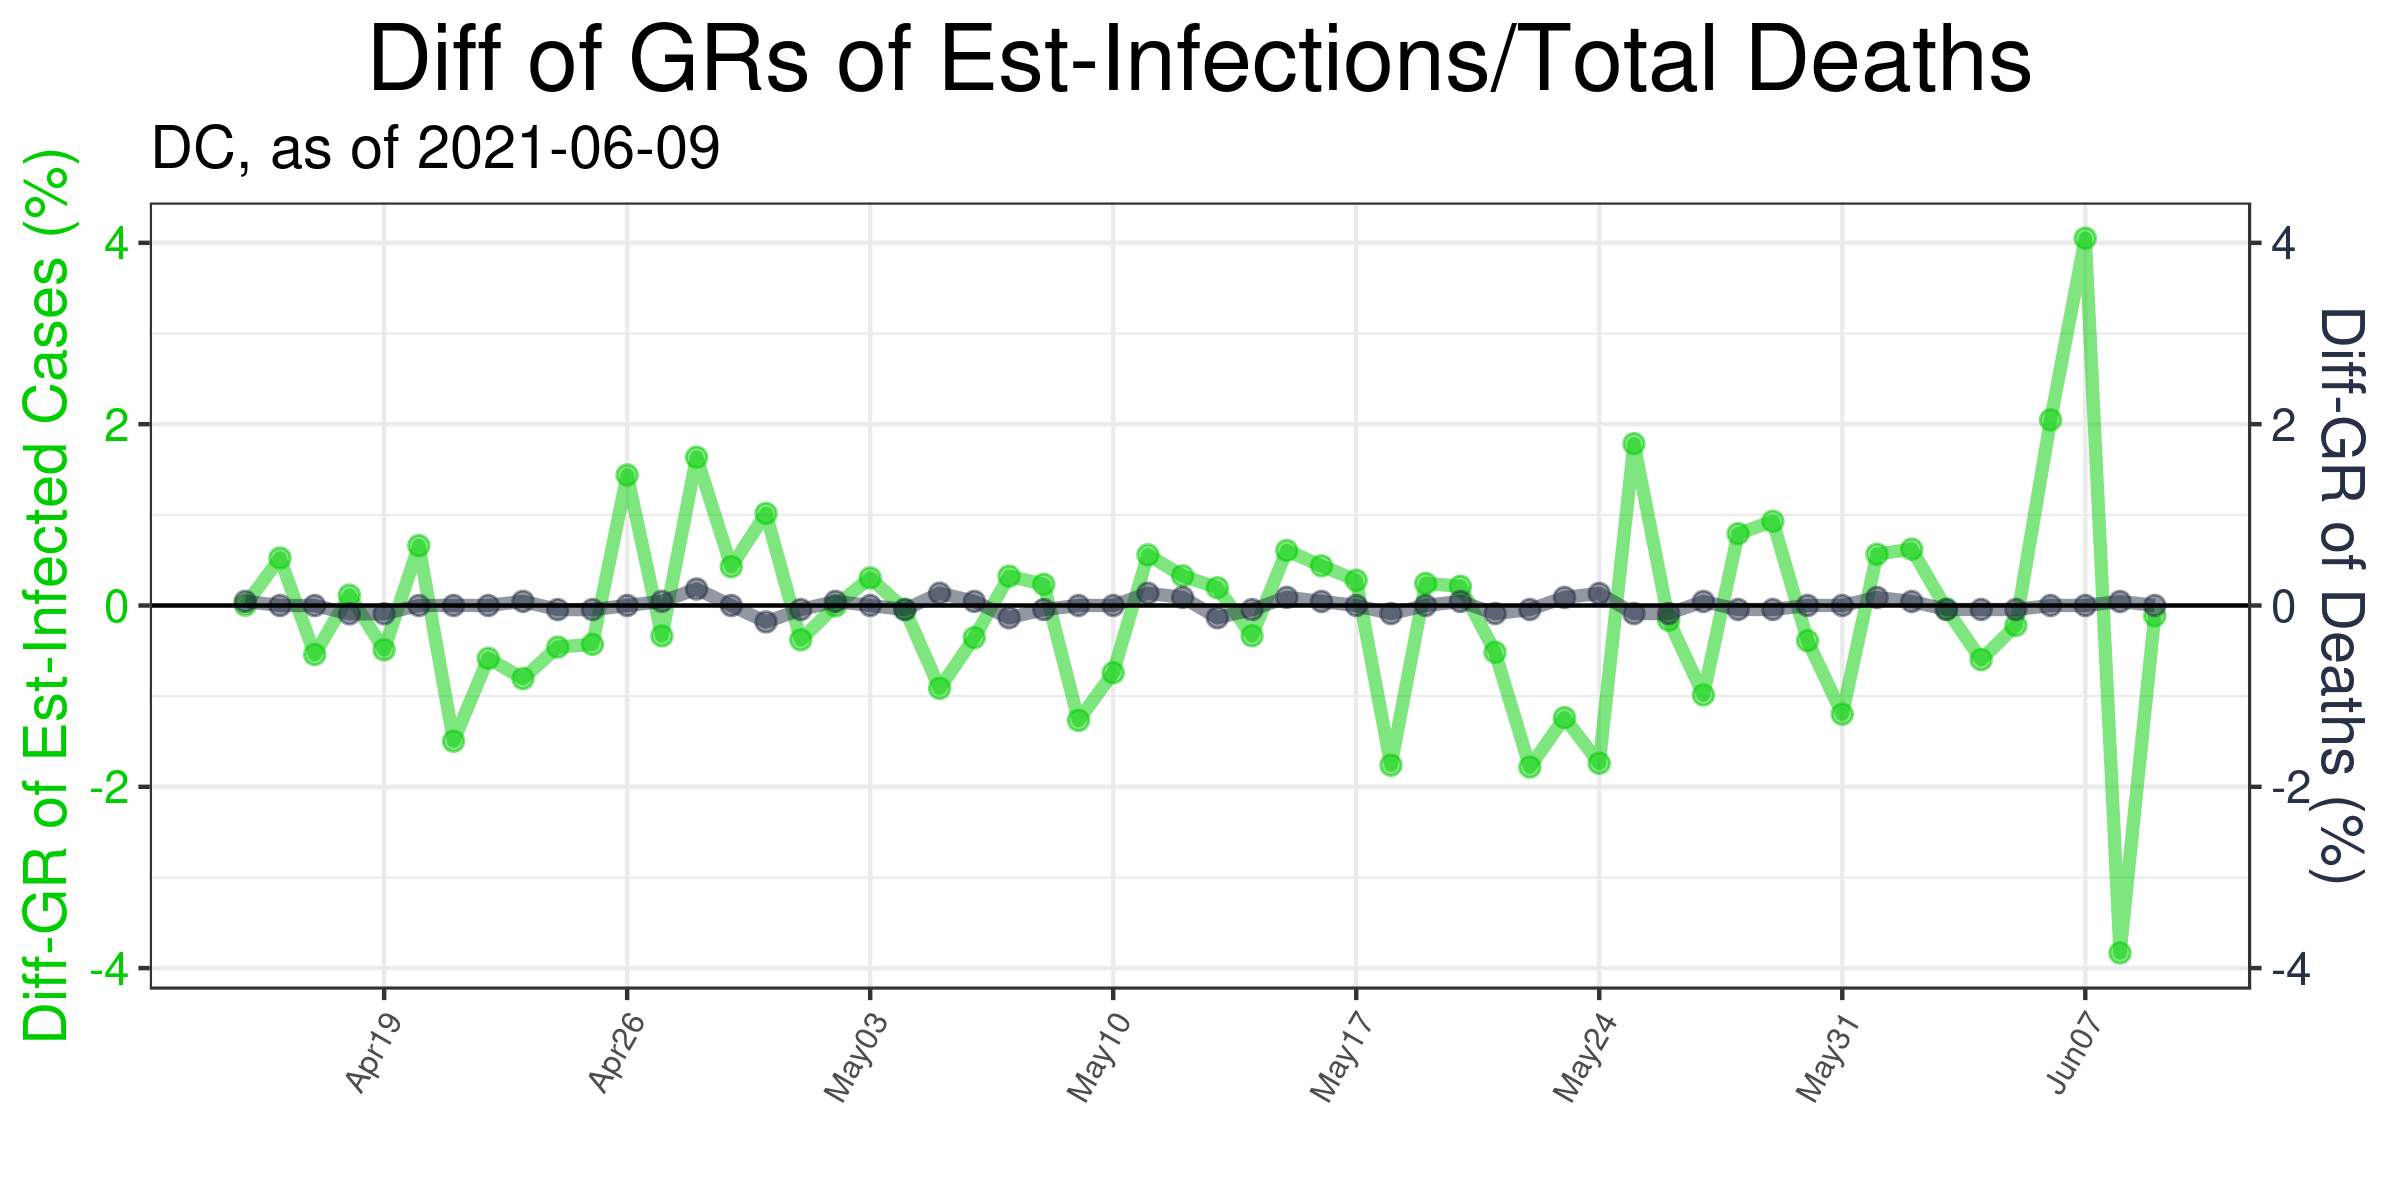 Diff of GRs of Est-Infections/Total Deaths
DC, as of 2021-06-09
Diff-GR of Est-Infected Cases (%)
4
2
0
-2
-4
4
2
0
-2
-4
Diff-GR of Deaths (%)
Apr19
Apr26
May03
May10
May17
May24
May31
Jun07